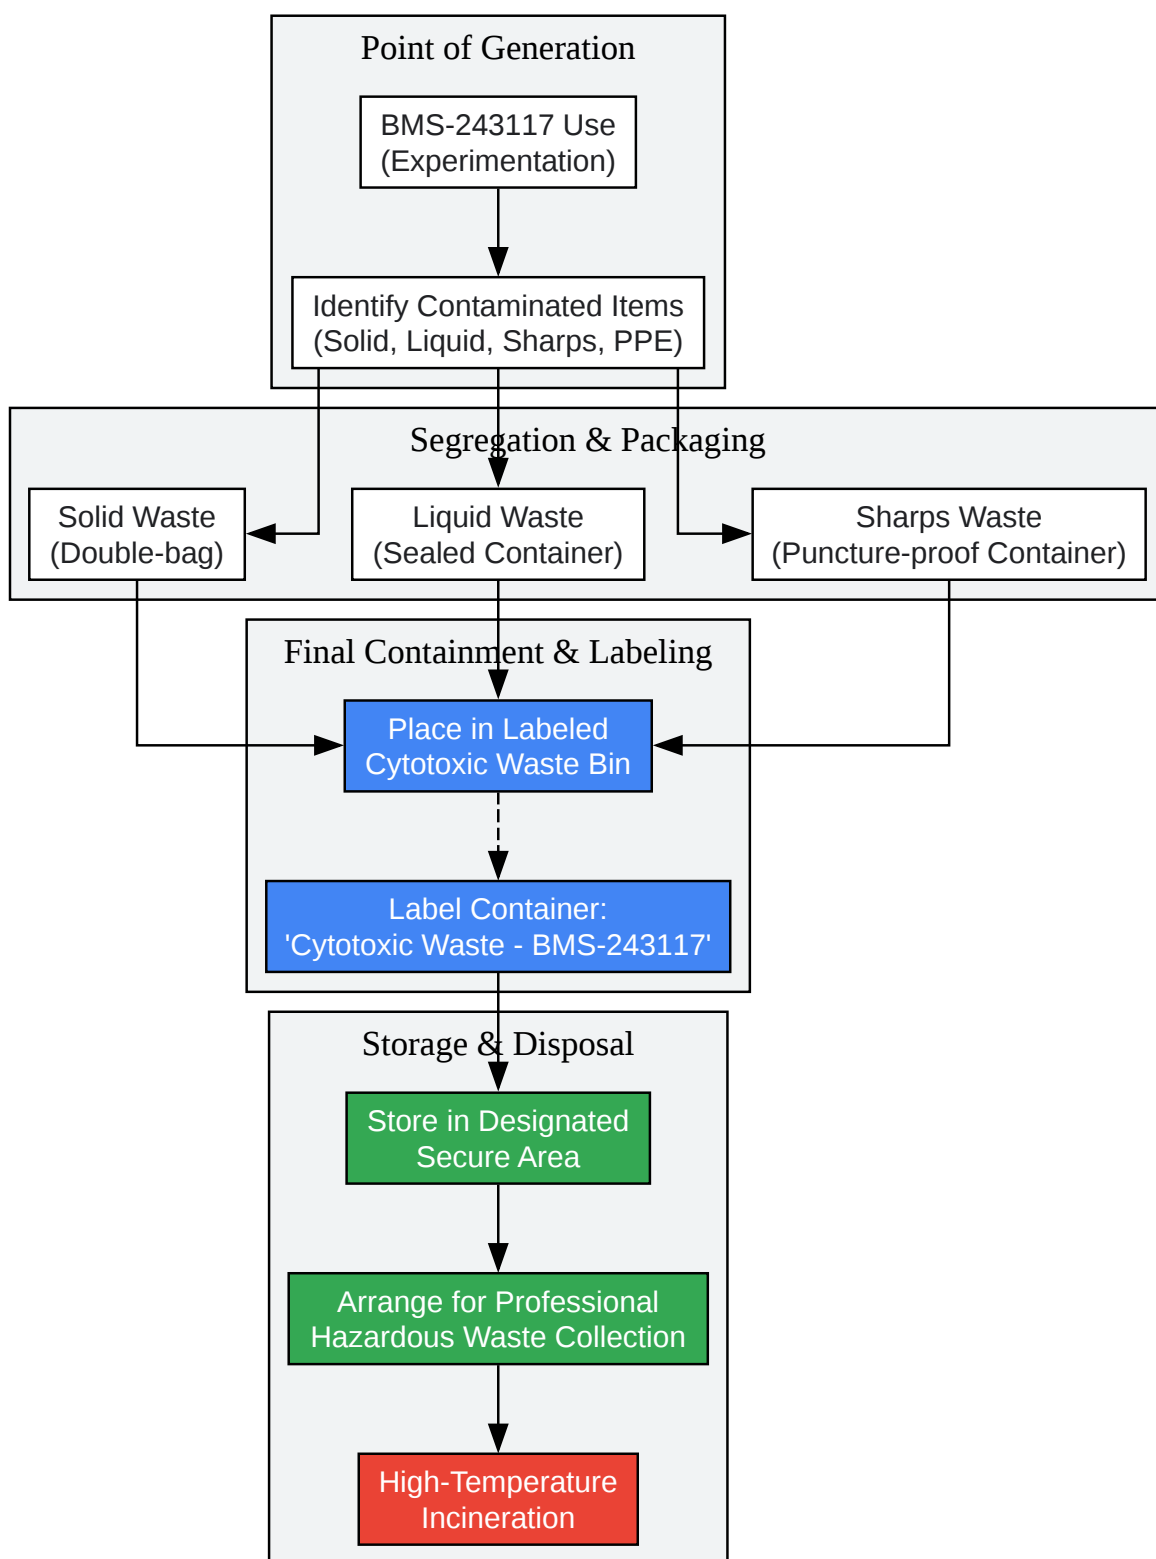 Point of Generation
BMS-243117 Use
(Experimentation)
Identify Contaminated Items
(Solid, Liquid, Sharps, PPE)
Segregation & Packaging
Solid Waste
(Double-bag)
Liquid Waste
(Sealed Container)
Sharps Waste
(Puncture-proof Container)
Final Containment & Labeling
Place in Labeled
Cytotoxic Waste Bin
Label Container:
'Cytotoxic Waste - BMS-243117'
Storage & Disposal
Store in Designated
Secure Area
Arrange for Professional
Hazardous Waste Collection
High-Temperature
Incineration